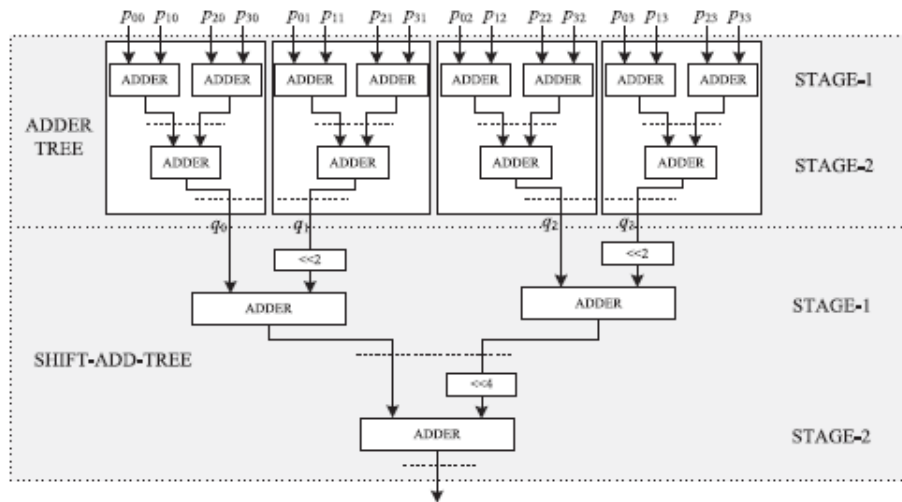 p00 p10 p20 p30 p01 p11 p21 p31 p02 p12 p22 p32 p03 p13 p23 p33
ADDER ADDER ADDER ADDER ADDER ADDER ADDER ADDER STAGE-1
ADDER TREE
ADDER ADDER ADDER ADDER STAGE-2
q0 q1 q2 q2
<<2 <<2
ADDER ADDER STAGE-1
SHIFT-ADD-TREE
<<4
ADDER STAGE-2